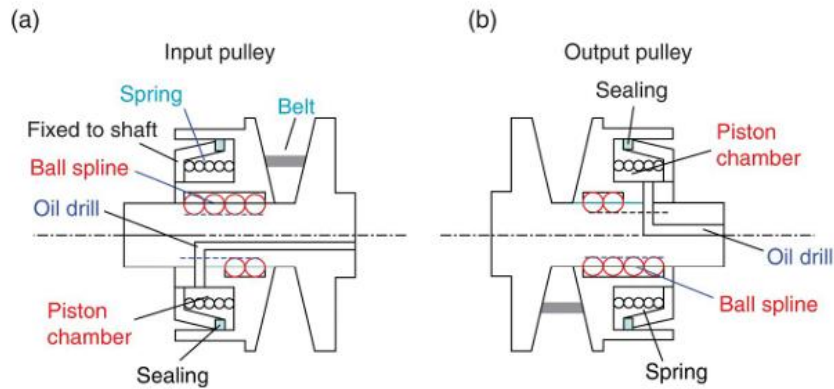 (a)
Input pulley
Spring
Belt
Fixed to shaft
Ball spline
Oil drill
Piston
chamber
Sealing
(b)
Output pulley
Sealing
Piston
chamber
Oil drill
Ball spline
Spring